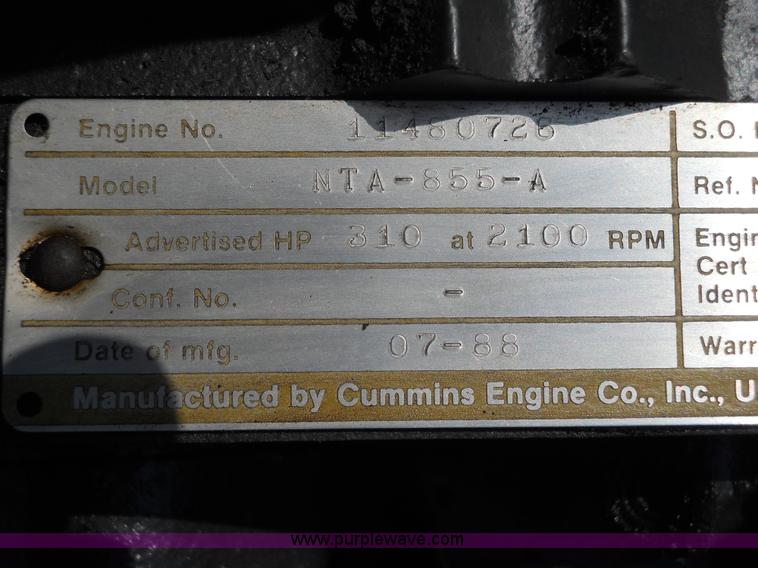 Engine No. 11480726 S.O.
Model NTA-855-A Ref.
Advertised HP 310 at 2100 RPM Engin
Cert
Conf. No. - Ident
Date of mfg. 07-88 Warr
Manufactured by Cummins Engine Co., Inc., U
www.purplewave.com